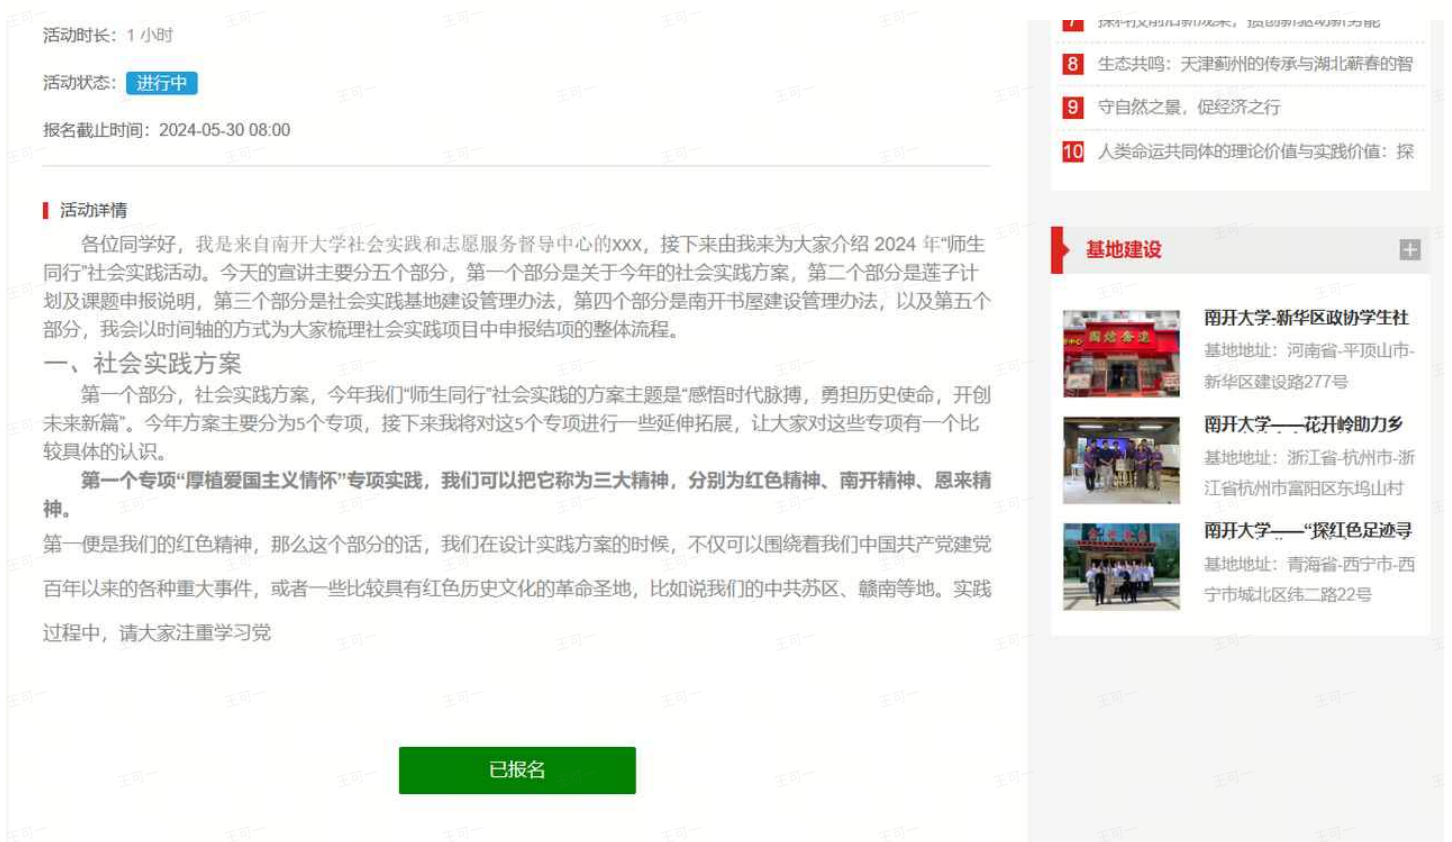 活动时长：1 小时
活动状态：进行中
报名截止时间：2024-05-30 08:00
活动详情
各位同学好，我是来自南开大学社会实践和志愿服务督导中心的xxx，接下来由我来为大家介绍 2024 年“师生
同行”社会实践活动。今天的宣讲主要分五个部分，第一个部分是关于今年的社会实践方案，第二个部分是莲子计
划及课题申报说明，第三个部分是社会实践基地建设管理办法，第四个部分是南开书屋建设管理办法，以及第五个
部分，我会以时间轴的方式为大家梳理社会实践项目中申报结项的整体流程。
一、社会实践方案
第一个部分，社会实践方案，今年我们“师生同行”社会实践的方案主题是“感悟时代脉搏，勇担历史使命，开创
未来新篇”。今年方案主要分为5个专项，接下来我将对这5个专项进行一些延伸拓展，让大家对这些专项有一个比
较具体的认识。
第一个专项“厚植爱国主义情怀”专项实践，我们可以把它称为三大精神，分别为红色精神、南开精神、恩来精
神。
第一便是我们的红色精神，那么这个部分的话，我们在设计实践方案的时候，不仅可以围绕着我们中国共产党建党
百年以来的各种重大事件，或者一些比较具有红色历史文化的革命圣地，比如说我们的中共苏区、赣南等地。实践
过程中，请大家注重学习党
已报名
7 探科技前沿新成果，揽创新驱动新势能
8 生态共鸣：天津蓟州的传承与湖北蕲春的智
9 守自然之景，促经济之行
10 人类命运共同体的理论价值与实践价值：探
基地建设
南开大学-新华区政协学生社
基地地址：河南省-平顶山市-
新华区建设路277号
南开大学——花开岭助力乡
基地地址：浙江省-杭州市-浙
江省杭州市富阳区东坞山村
南开大学——“探红色足迹寻
基地地址：青海省-西宁市-西
宁市城北区纬二路22号
王可一